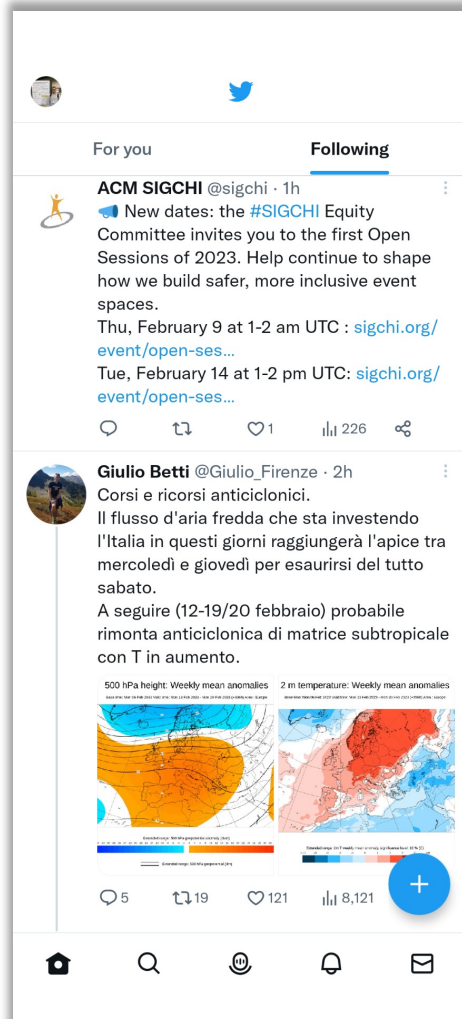 For you
Following
ACM SIGCHI @sigchi · 1h
📣 New dates: the #SIGCHI Equity
Committee invites you to the first Open
Sessions of 2023. Help continue to shape
how we build safer, more inclusive event
spaces.
Thu, February 9 at 1-2 am UTC : sigchi.org/
event/open-ses...
Tue, February 14 at 1-2 pm UTC: sigchi.org/
event/open-ses...
1
226
Giulio Betti @Giulio_Firenze · 2h
Corsi e ricorsi anticiclonici.
Il flusso d'aria fredda che sta investendo
l'Italia in questi giorni raggiungerà l'apice tra
mercoledì e giovedì per esaurirsi del tutto
sabato.
A seguire (12-19/20 febbraio) probabile
rimonta anticiclonica di matrice subtropicale
con T in aumento.
500 hPa height: Weekly mean anomalies
2 m temperature: Weekly mean anomalies
5
19
121
8,121